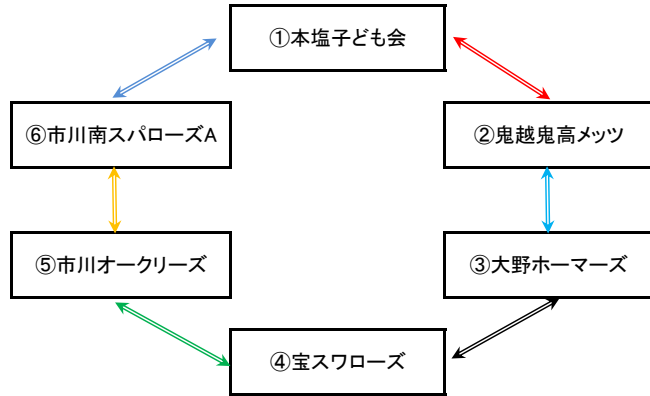 ①本塩子ども会
⑥市川南スパローズA
②鬼越鬼高メッツ
⑤市川オークリーズ
③大野ホーマーズ
④宝スワローズ